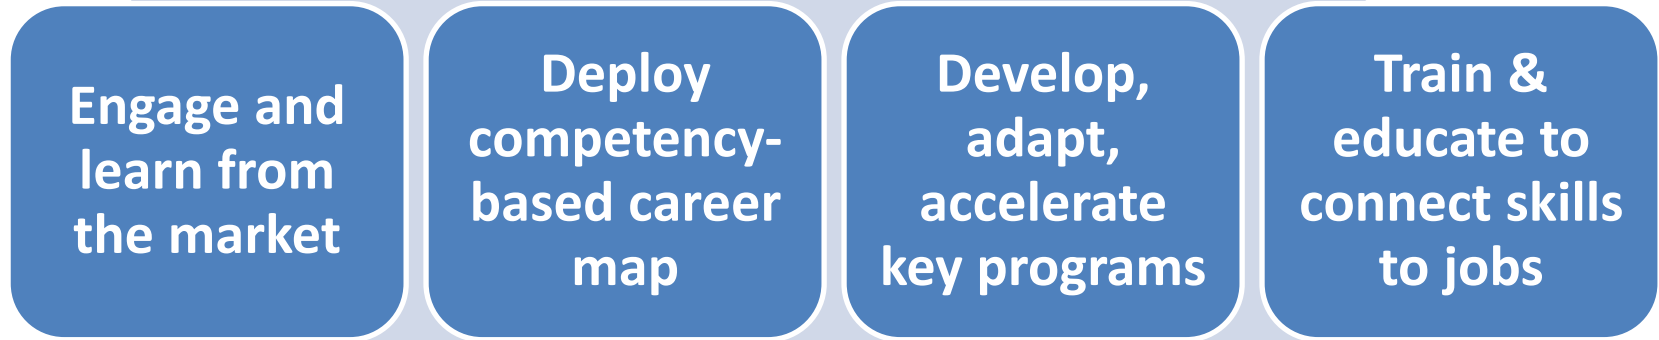 Engage and
learn from
the market
Deploy
competency-
based career
map
Develop,
adapt,
accelerate
key programs
Train &
educate to
connect skills
to jobs